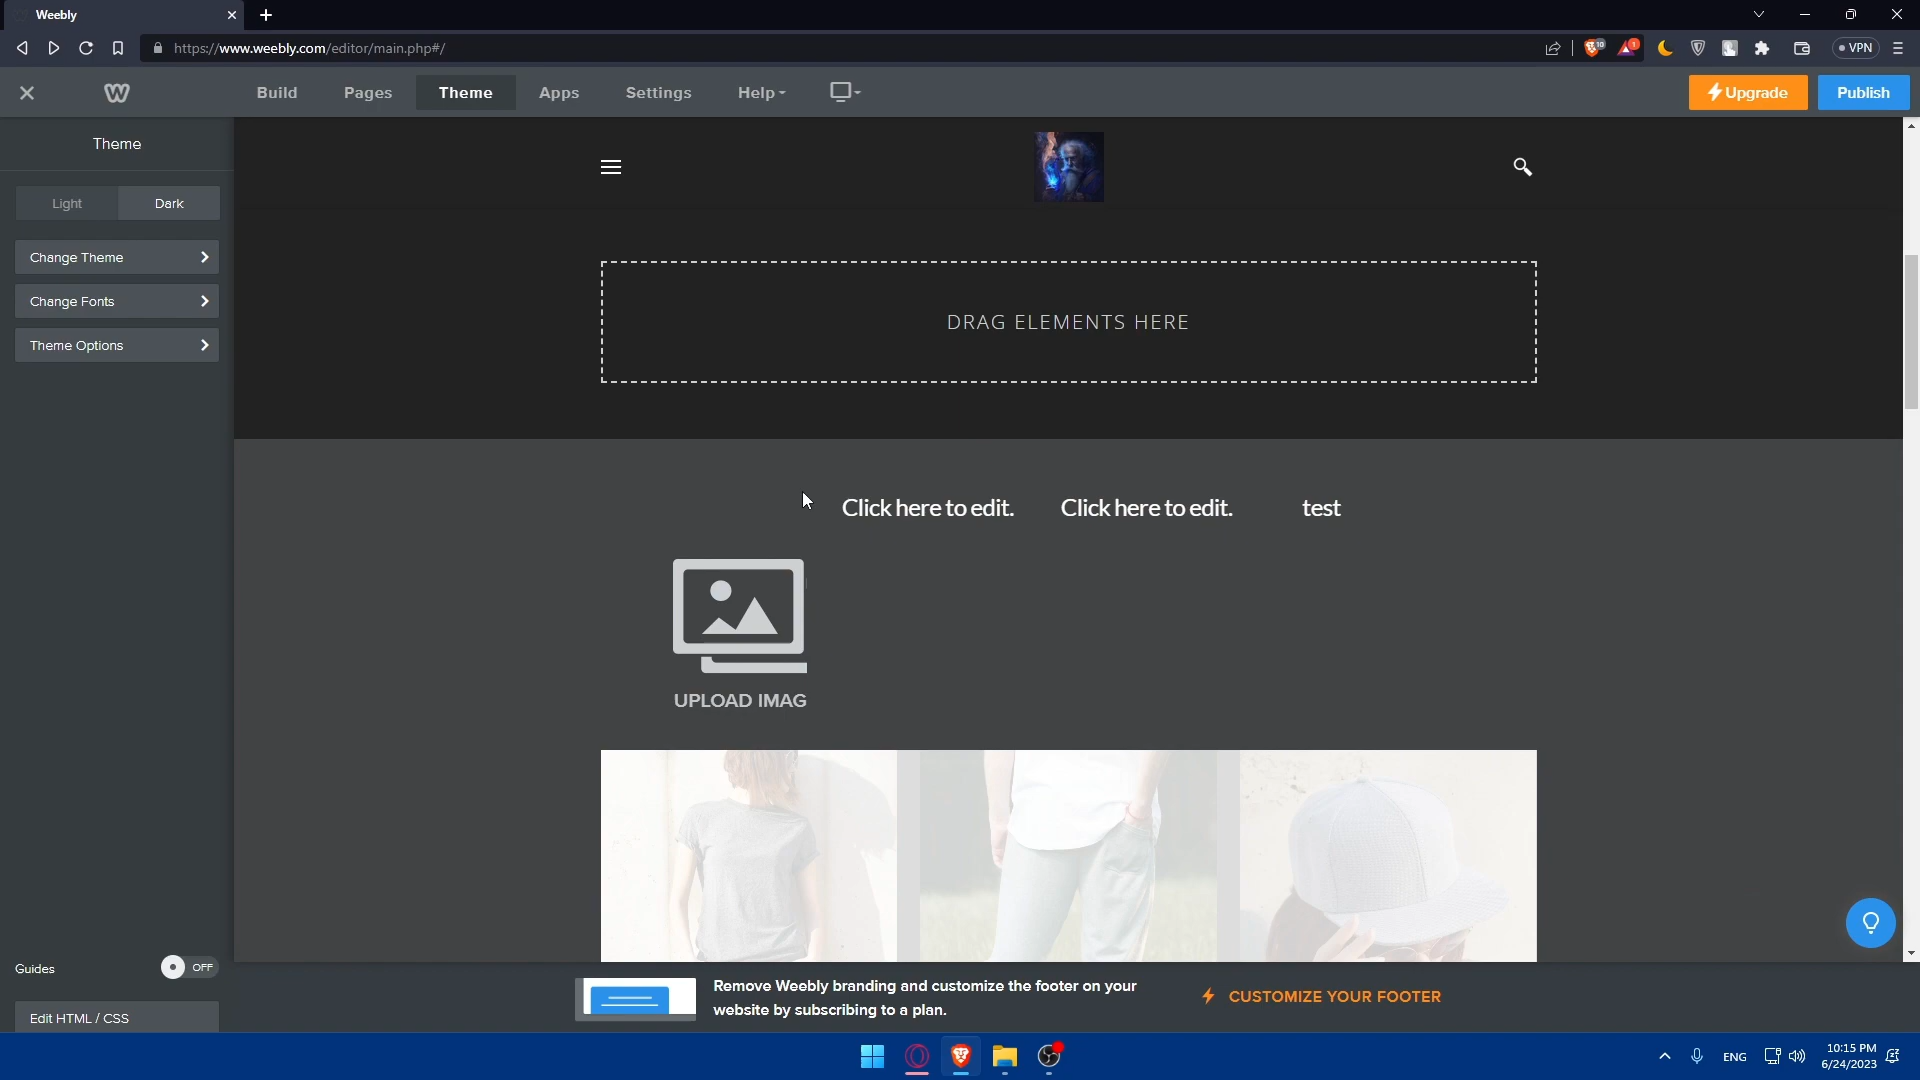 Weebly
https://www.weebly.com/editor/main.php#/
10
1
VPN
Build
Pages
Theme
Apps
Settings
Help
Upgrade
Publish
Theme
Light
Dark
Change Theme
Change Fonts
Theme Options
DRAG ELEMENTS HERE
Click here to edit.
Click here to edit.
test
UPLOAD IMAG
Guides
OFF
Edit HTML / CSS
Remove Weebly branding and customize the footer on your
website by subscribing to a plan.
CUSTOMIZE YOUR FOOTER
ENG
10:15 PM
6/24/2023